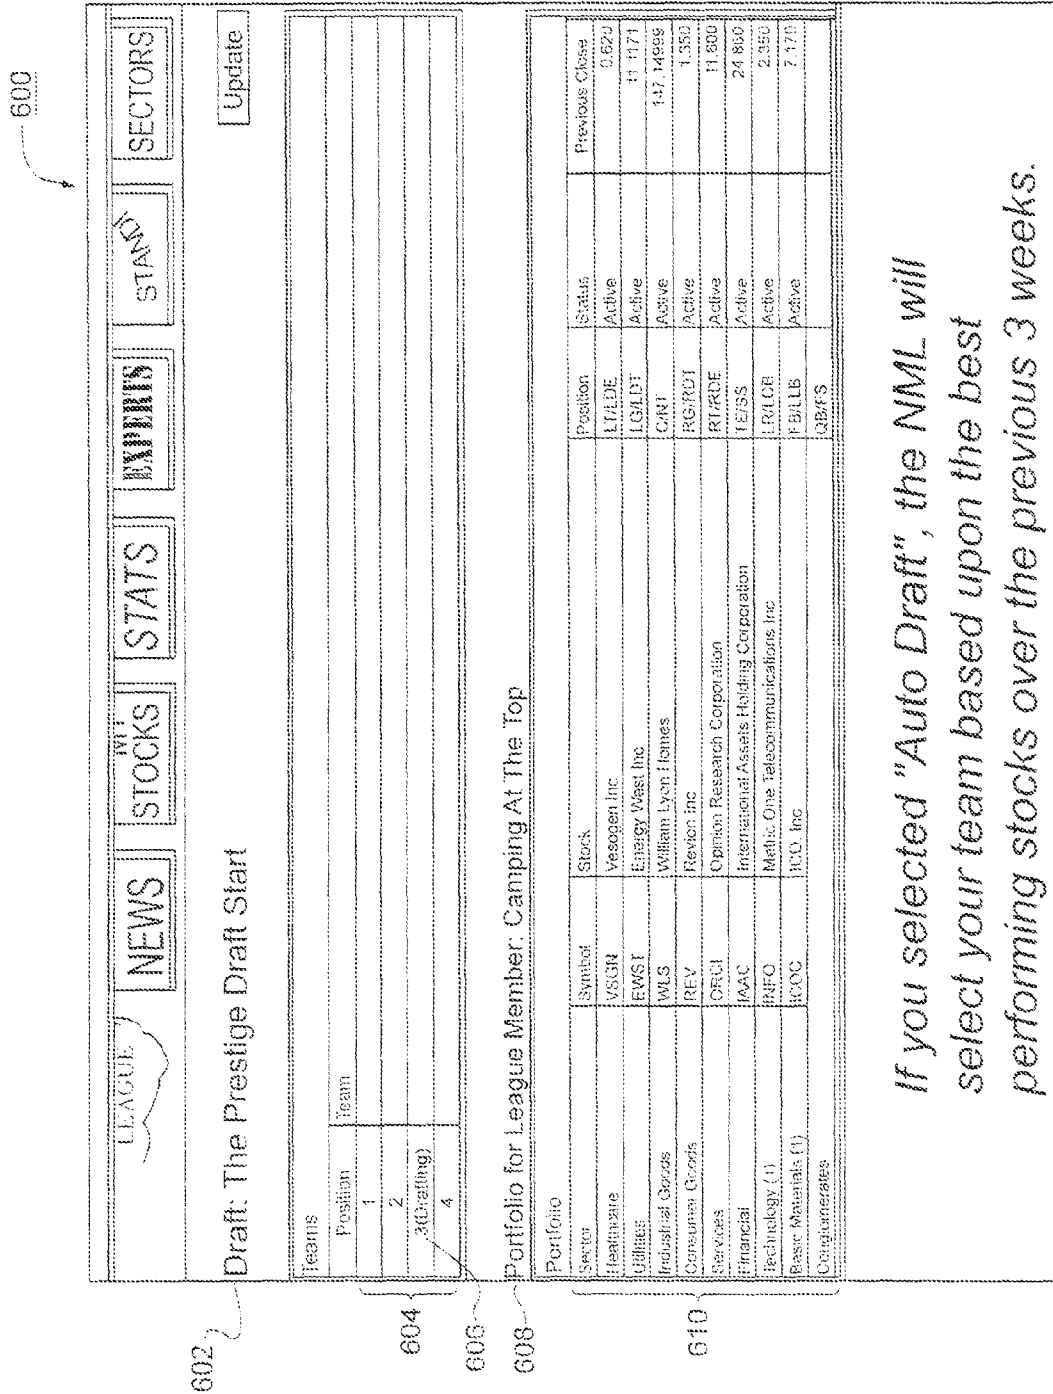 600
LEAGUE
NEWS
MY STOCKS
STATS
EXPERTS
STAND
SECTORS
602
Draft: The Prestige Draft Start
Update
Teams
Position Team
1
2
3(Drafting)
4
604
606
608
Portfolio for League Member: Camping At The Top
Portfolio
Sector Symbol Stock Position Status Previous Close
Healthcare VSGN Vesogen Inc LT/LDE Active 0.620
Utilities EWST Energy West Inc LG/LDT Active 11.1171
Industrial Goods WLS William Lyon Homes C/NT Active 147.14999
Consumer Goods REV Revlon Inc RG/RDT Active 1.350
Services ORCI Opinion Research Corporation RT/RDE Active 11.600
Financial IAAC International Assets Holding Corporation TE/SS Active 24.860
Technology (1) INFO Metric One Telecommunications Inc LR/LCB Active 2.350
Basic Materials (1) ICOC ICO Inc FB/LLB Active 7.170
Conglomerates QB/FS
610
If you selected "Auto Draft", the NML will
select your team based upon the best
performing stocks over the previous 3 weeks.